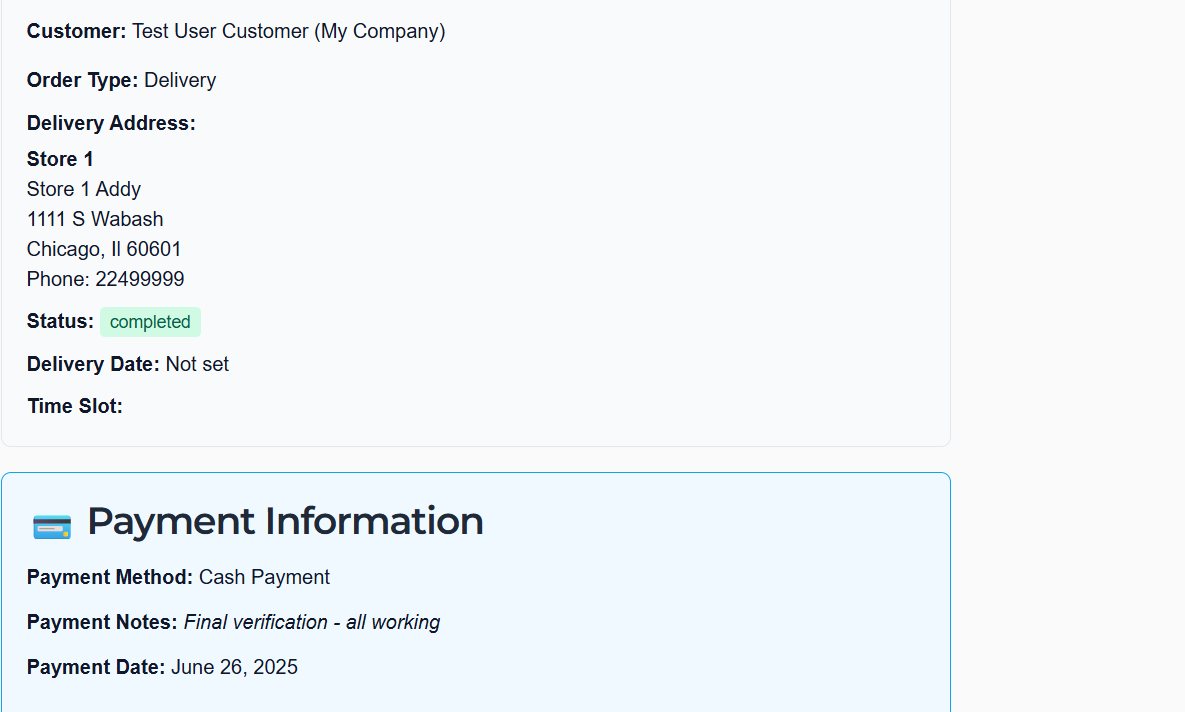 Customer: Test User Customer (My Company)
Order Type: Delivery
Delivery Address:
Store 1
Store 1 Addy
1111 S Wabash
Chicago, Il 60601
Phone: 22499999
Status: completed
Delivery Date: Not set
Time Slot:
Payment Information
Payment Method: Cash Payment
Payment Notes: Final verification - all working
Payment Date: June 26, 2025